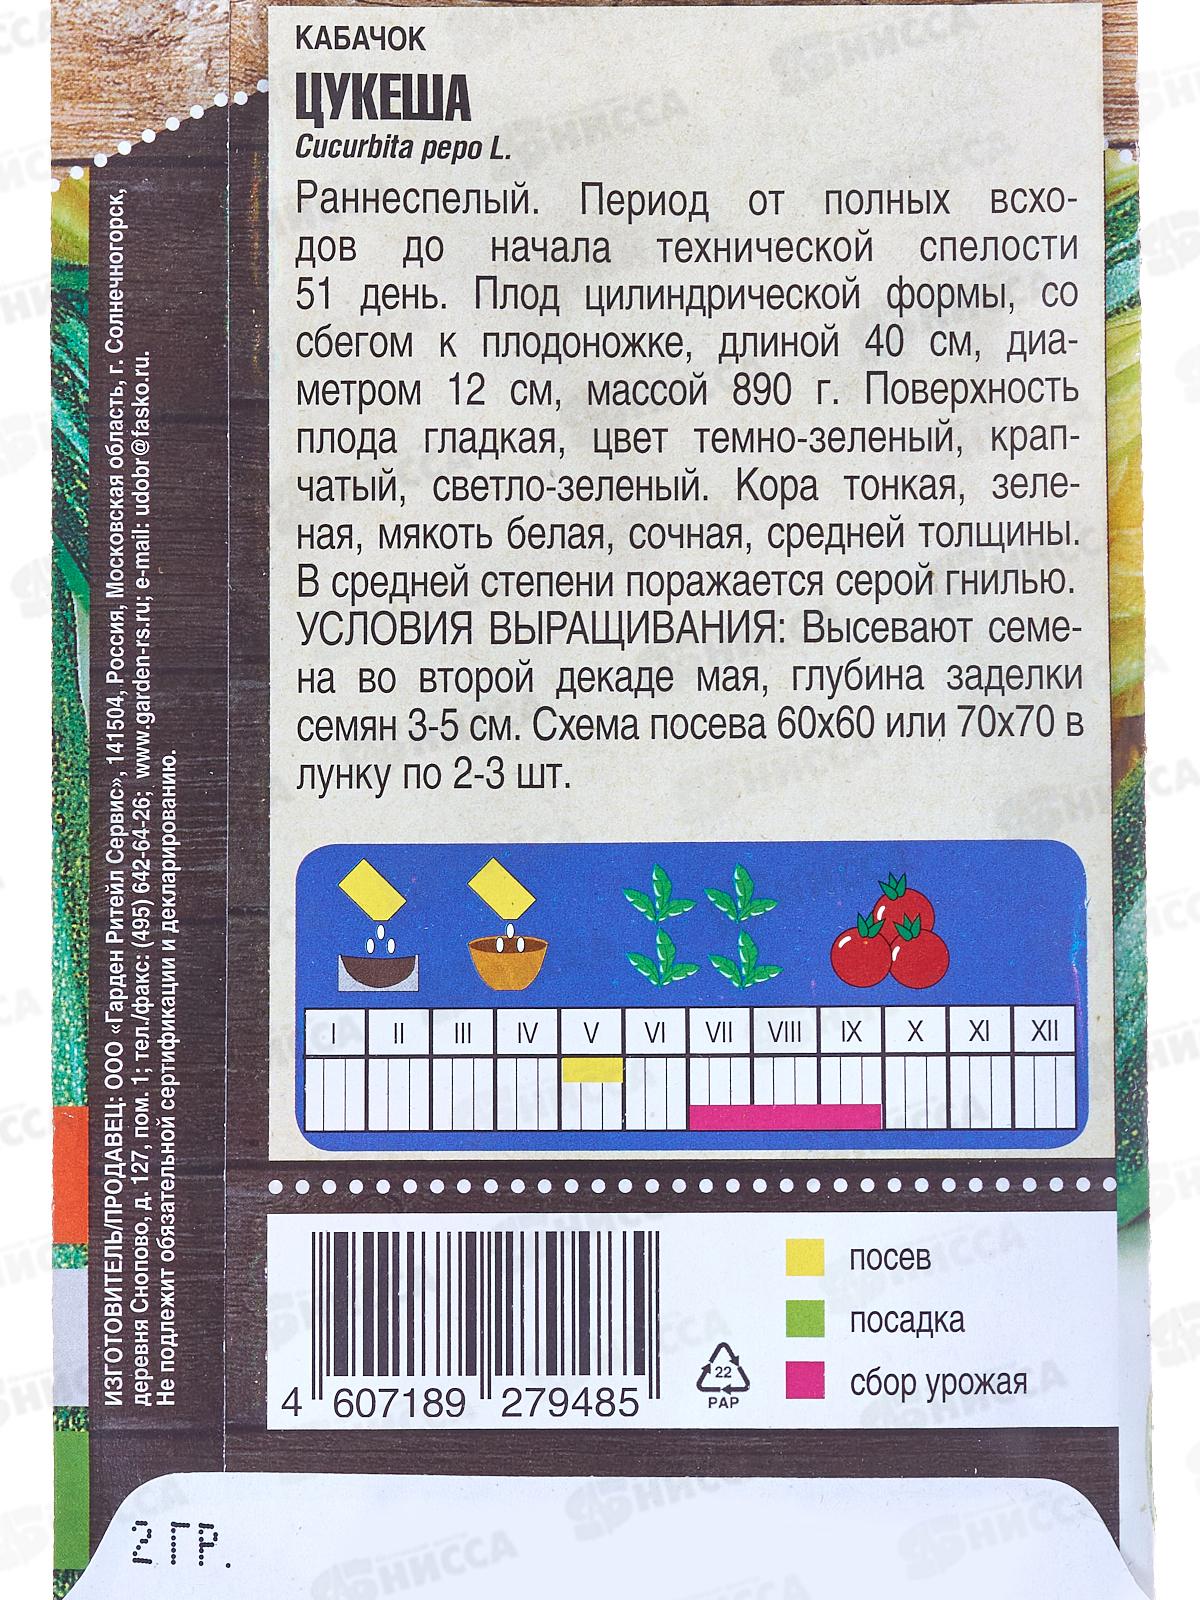 КАБАЧОК
ЦУКЕША
Cucurbita pepo L.
Раннеспелый. Период от полных всхо-
дов до начала технической спелости
51 день. Плод цилиндрической формы, со
сбегом к плодоножке, длиной 40 см, диа-
метром 12 см, массой 890 г. Поверхность
плода гладкая, цвет темно-зеленый, крап-
чатый, светло-зеленый. Кора тонкая, зеле-
ная, мякоть белая, сочная, средней толщины.
В средней степени поражается серой гнилью.
УСЛОВИЯ ВЫРАЩИВАНИЯ: Высевают семе-
на во второй декаде мая, глубина заделки
семян 3-5 см. Схема посева 60х60 или 70х70 в
лунку по 2-3 шт.
I II III IV V VI VII VIII IX X XI XII
посев
посадка
сбор урожая
4 607189 279485
22
PAP
ИЗГОТОВИТЕЛЬ/ПРОДАВЕЦ: ООО «Гарден Ритейл Сервис», 141504, Россия, Московская область, г. Солнечногорск,
деревня Снопово, д. 127, пом. 1; тел./факс: (495) 642-64-26; www.garden-rs.ru; e-mail: udobr@fasko.ru.
Не подлежит обязательной сертификации и декларированию.
2 ГР.
АБНИССА